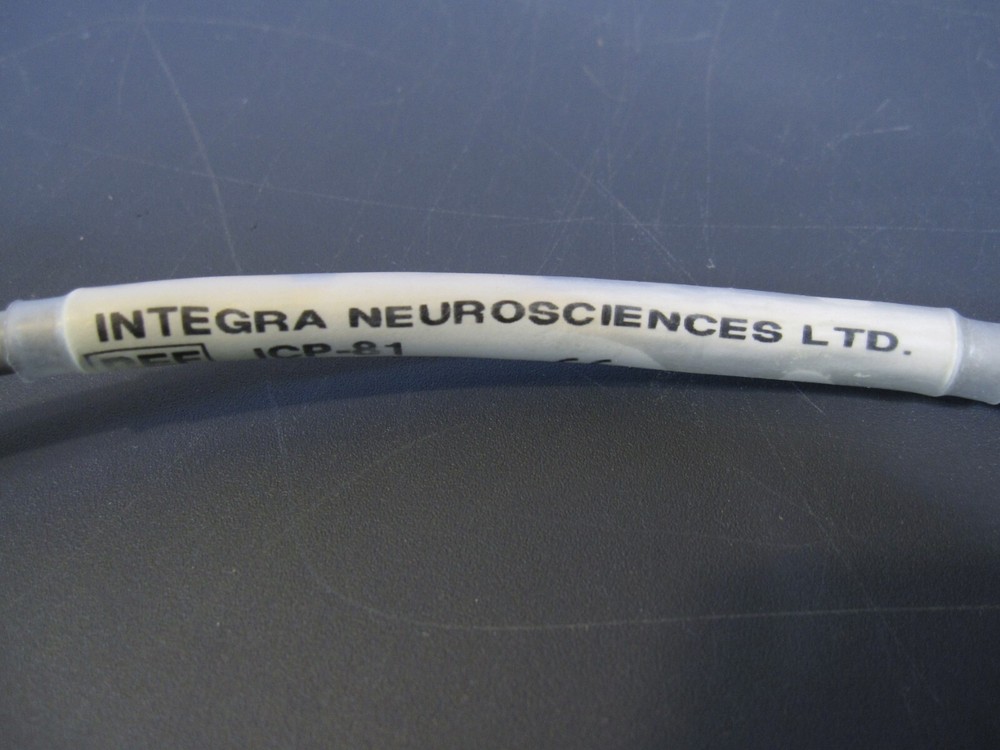 INTEGRA NEUROSCIENCES LTD.
REF ICP-81